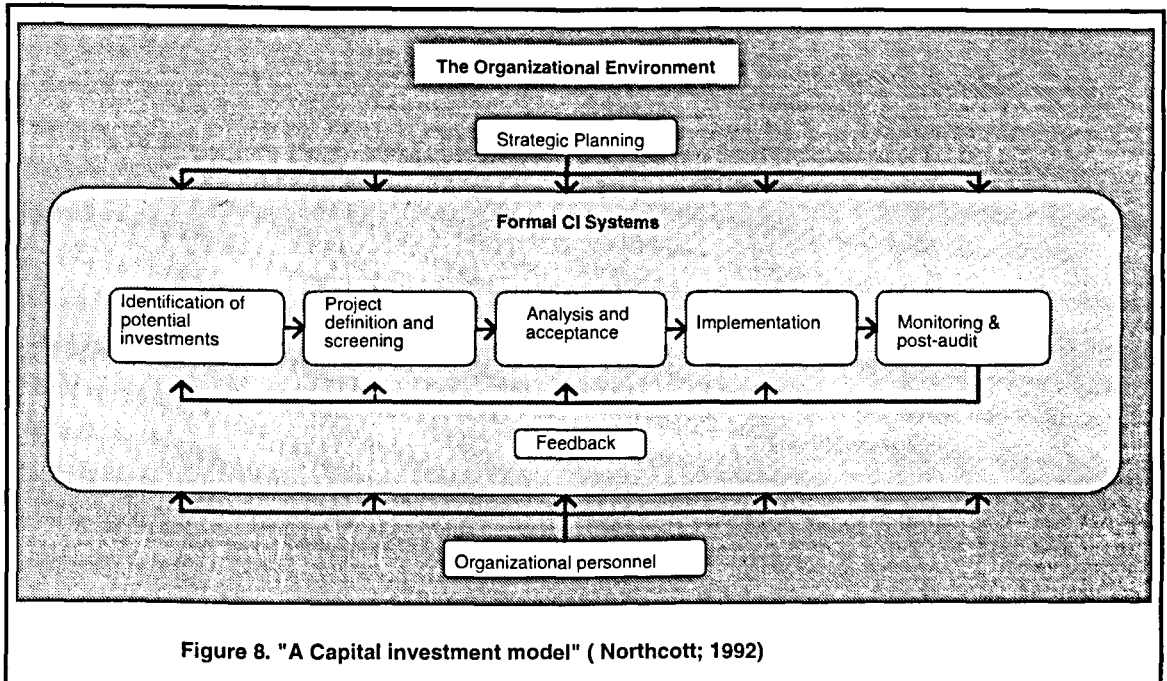 The Organizational Environment
Strategic Planning
Formal CI Systems
Identification of
potential
investments
Project
definition and
screening
Analysis and
acceptance
Implementation
Monitoring &
post-audit
Feedback
Organizational personnel
Figure 8. "A Capital investment model" ( Northcott; 1992)